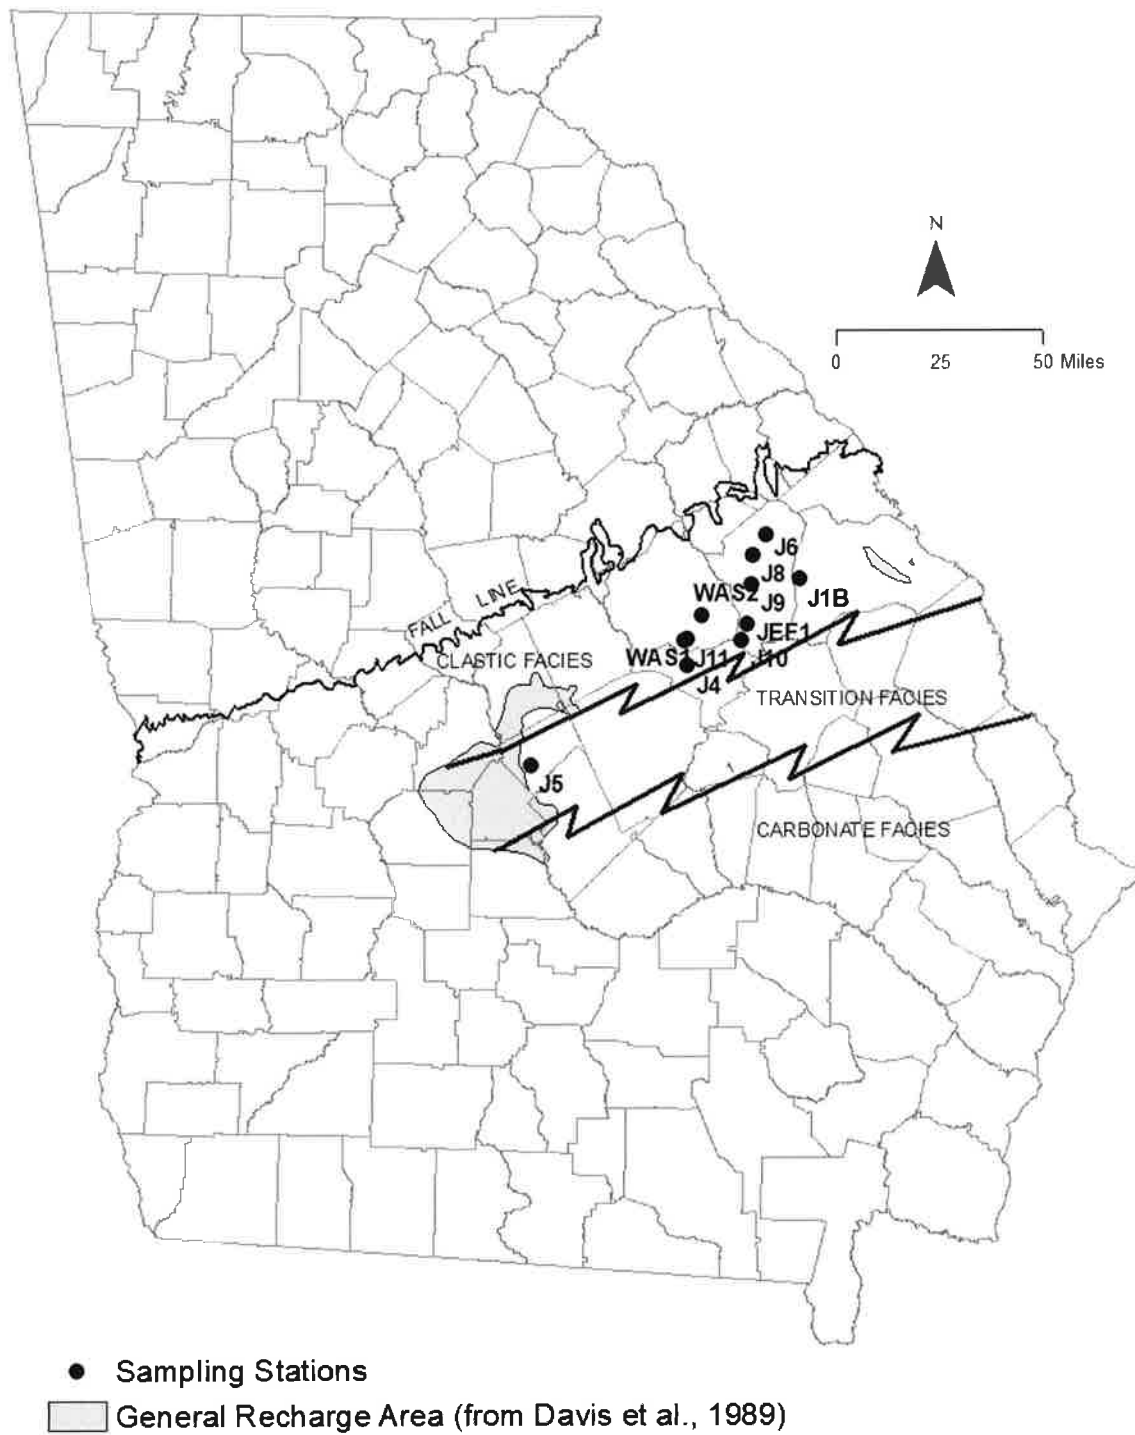 N
0 25 50 Miles
J6
J8
WAS2
J9
J1B
FALL LINE
JEF1
CLASTIC FACIES
WAS1
J11
J10
J4
TRANSITION FACIES
J5
CARBONATE FACIES
Sampling Stations
General Recharge Area (from Davis et al., 1989)